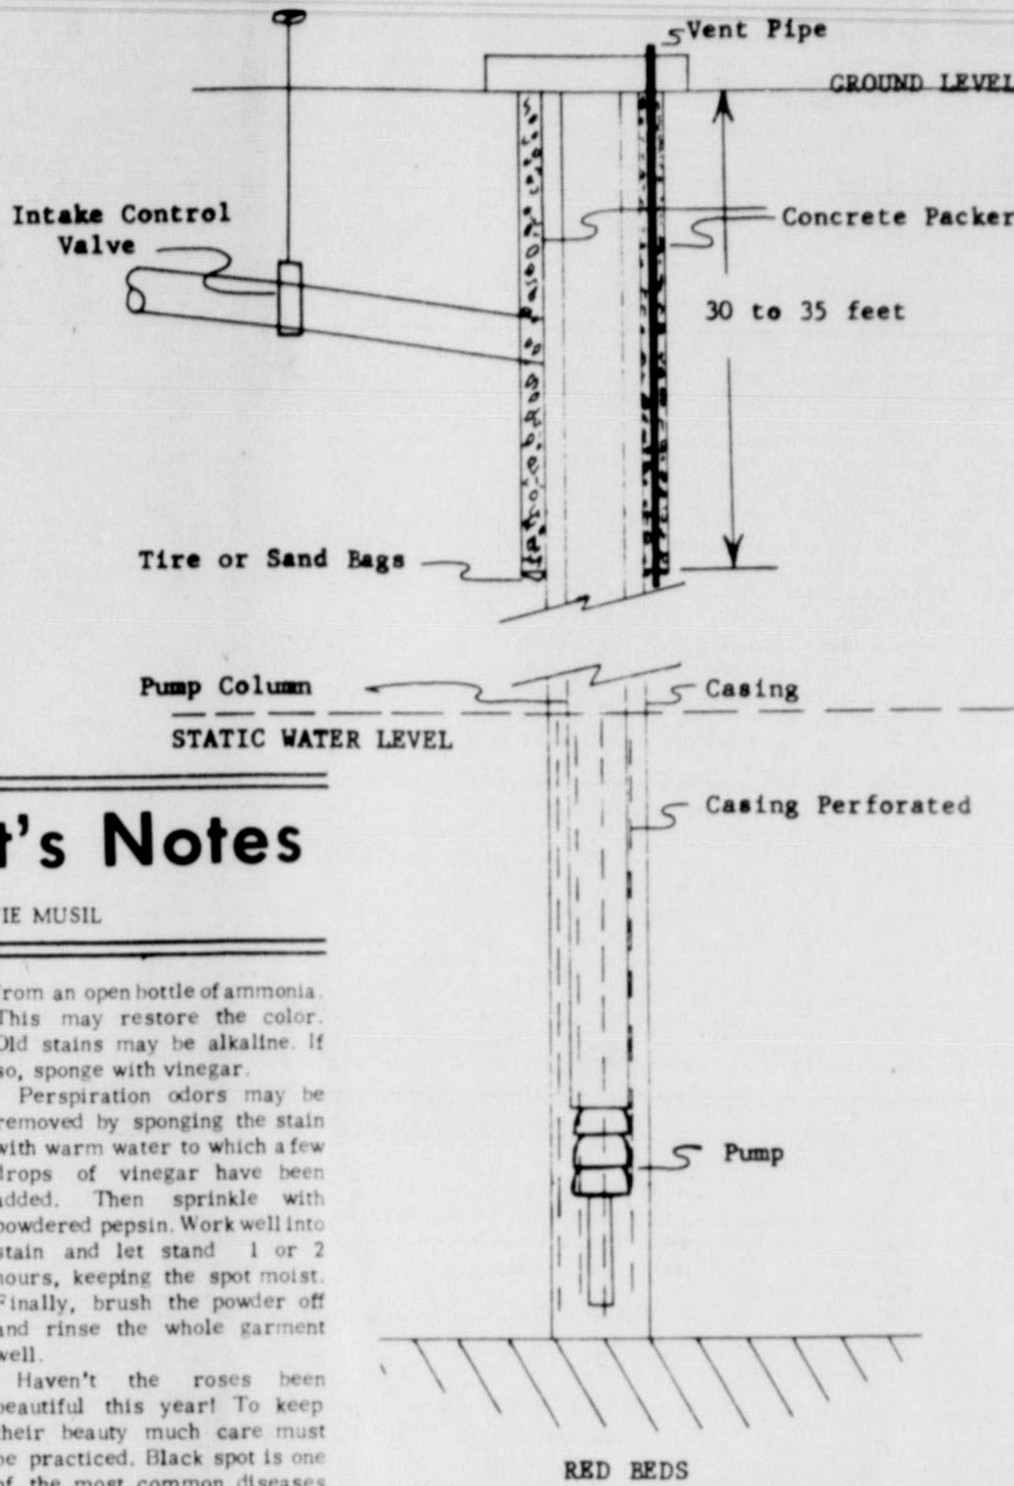 Vent Pipe
GROUND LEVEL
Intake Control
Valve
Concrete Packer
30 to 35 feet
Tire or Sand Bags
Pump Column
Casing
STATIC WATER LEVEL
Casing Perforated
Pump
RED BEDS
t's Notes
IE MUSIL
from an open bottle of ammonia.
This may restore the color.
Old stains may be alkaline. If
so, sponge with vinegar.
Perspiration odors may be
removed by sponging the stain
with warm water to which a few
drops of vinegar have been
added. Then sprinkle with
powdered pepsin. Work well into
stain and let stand 1 or 2
hours, keeping the spot moist.
Finally, brush the powder off
and rinse the whole garment
well.
Haven't the roses been
beautiful this year! To keep
their beauty much care must
be practiced. Black spot is one
of the most common diseases